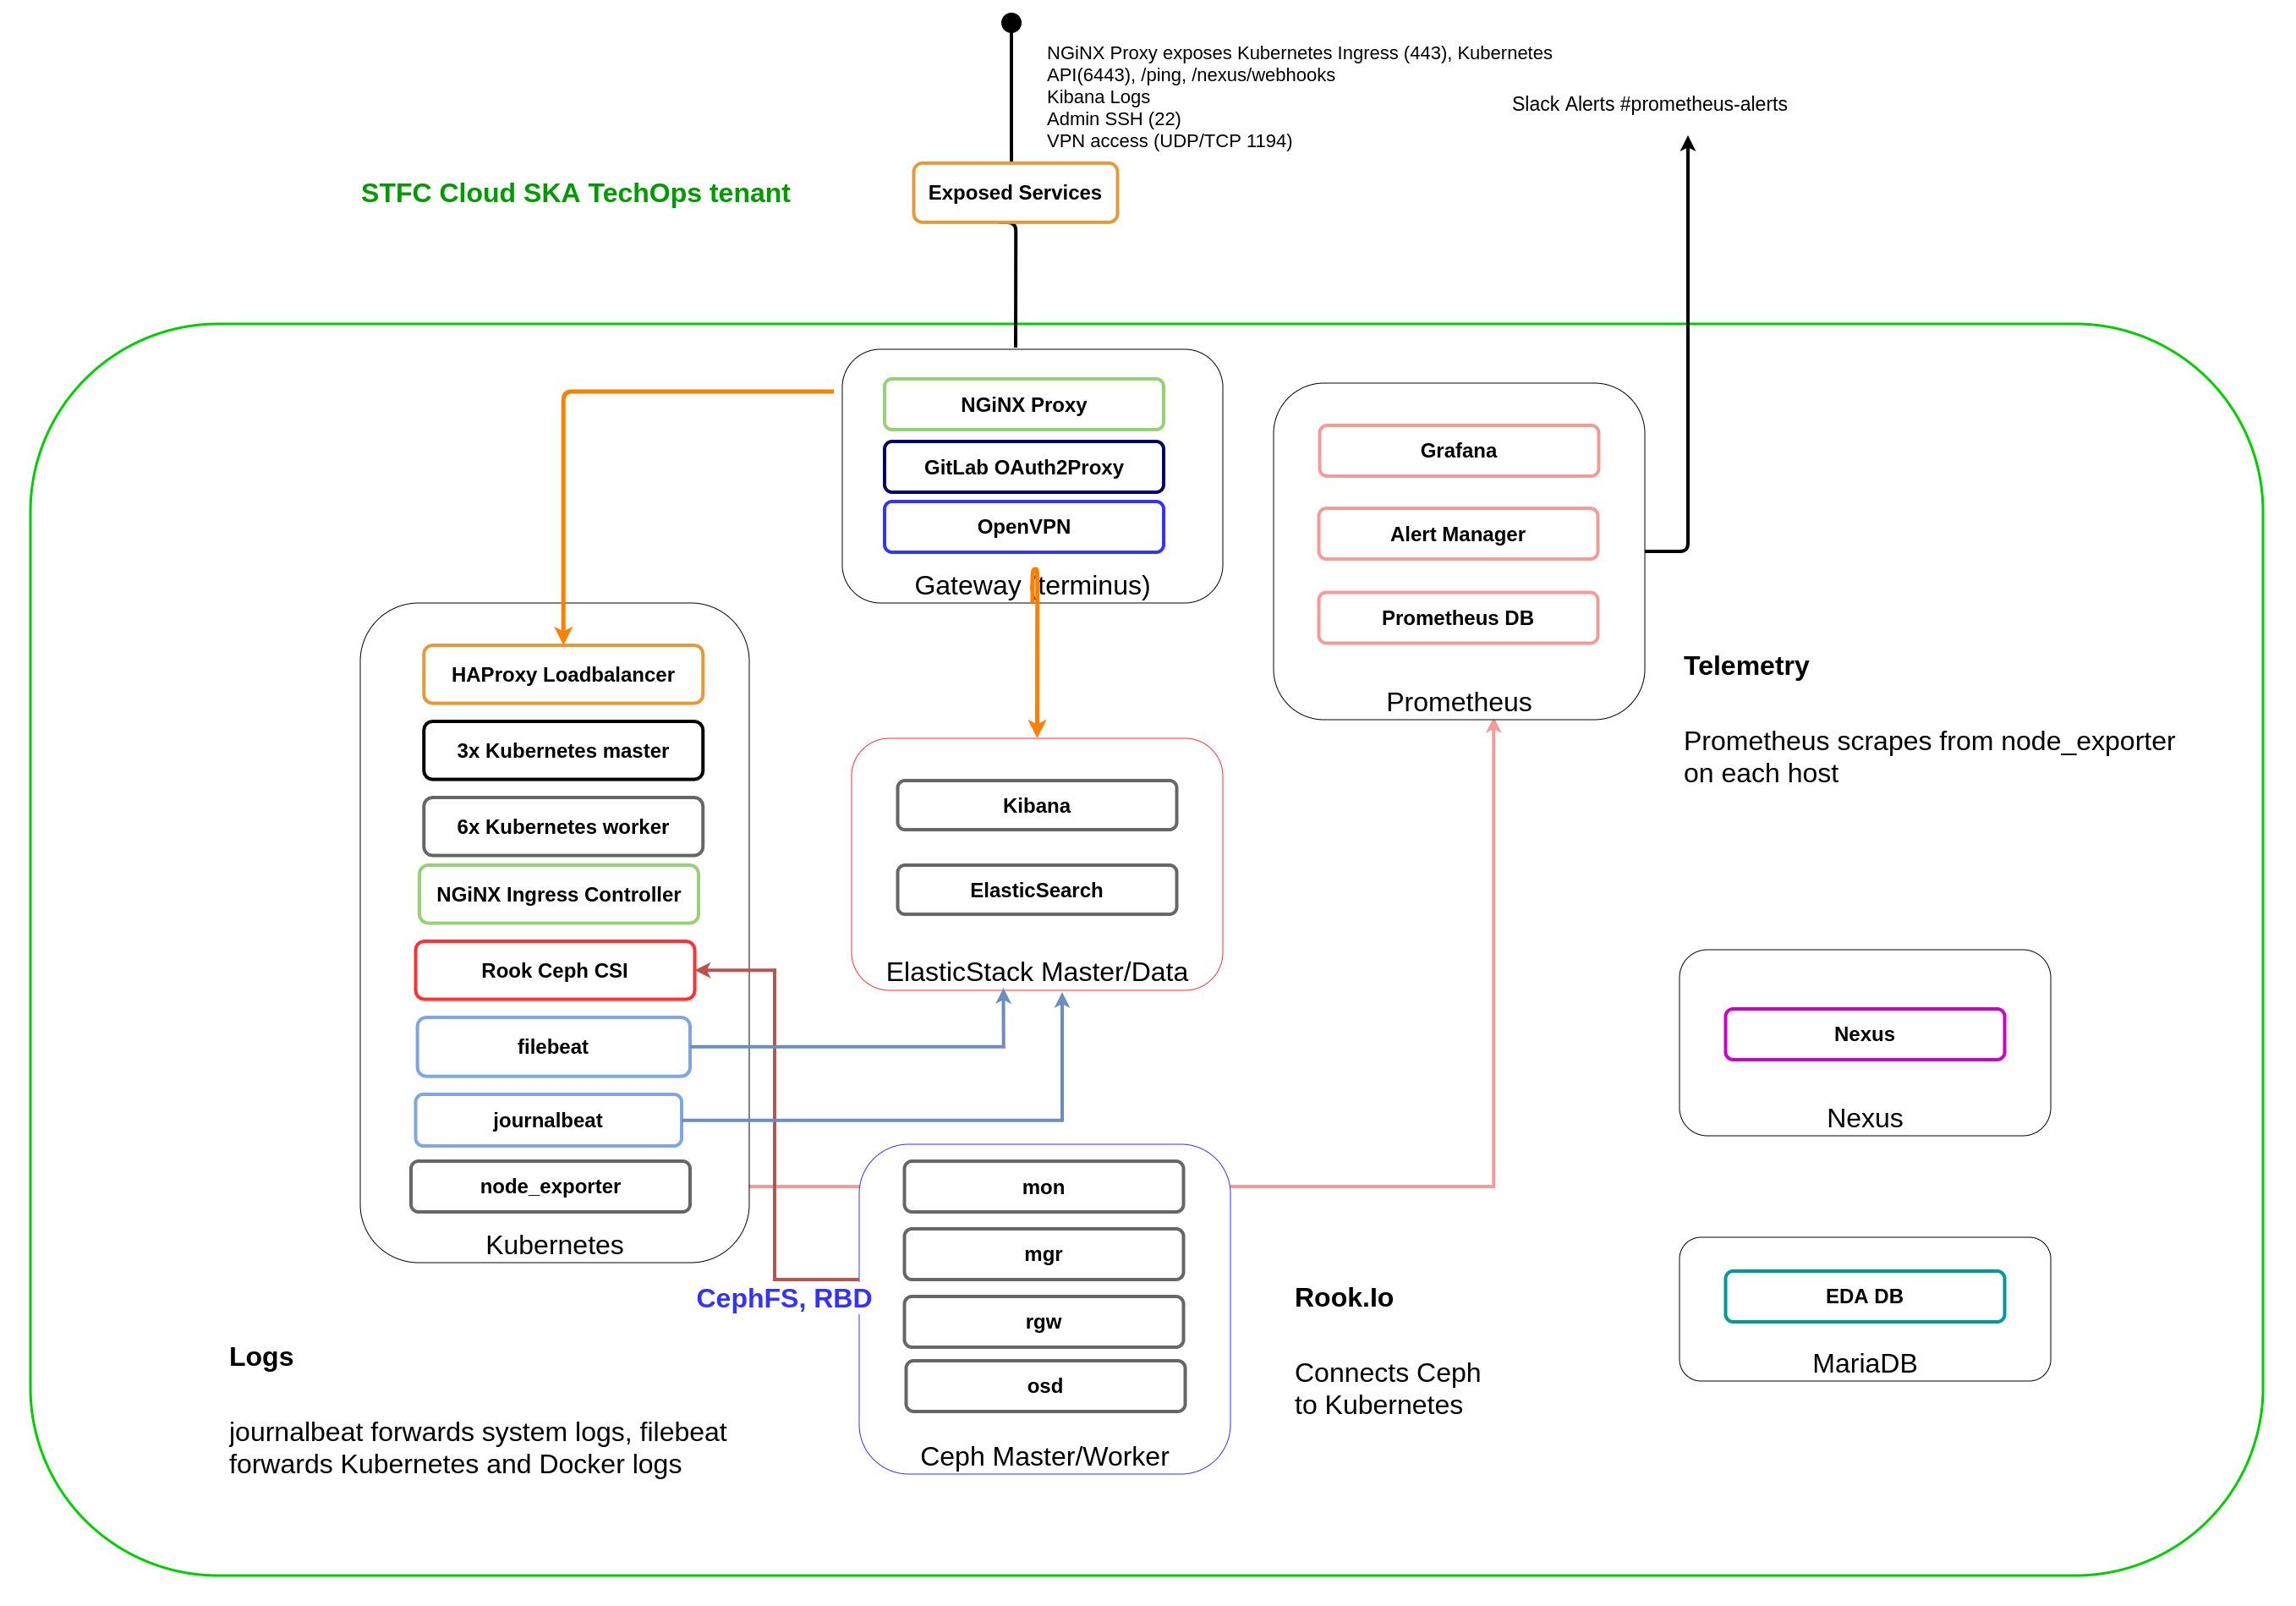 NGiNX Proxy exposes Kubernetes Ingress (443), Kubernetes
API(6443), /ping, /nexus/webhooks
Kibana Logs
Admin SSH (22)
VPN access (UDP/TCP 1194)
Slack Alerts #prometheus-alerts
STFC Cloud SKA TechOps tenant
Exposed Services
NGiNX Proxy
GitLab OAuth2Proxy
OpenVPN
Gateway (terminus)
Grafana
Alert Manager
Prometheus DB
Prometheus
Telemetry
Prometheus scrapes from node_exporter
on each host
HAProxy Loadbalancer
3x Kubernetes master
6x Kubernetes worker
NGiNX Ingress Controller
Rook Ceph CSI
filebeat
journalbeat
node_exporter
Kubernetes
Kibana
ElasticSearch
ElasticStack Master/Data
Nexus
Nexus
mon
mgr
rgw
osd
Ceph Master/Worker
CephFS, RBD
Rook.Io
Connects Ceph
to Kubernetes
EDA DB
MariaDB
Logs
journalbeat forwards system logs, filebeat
forwards Kubernetes and Docker logs